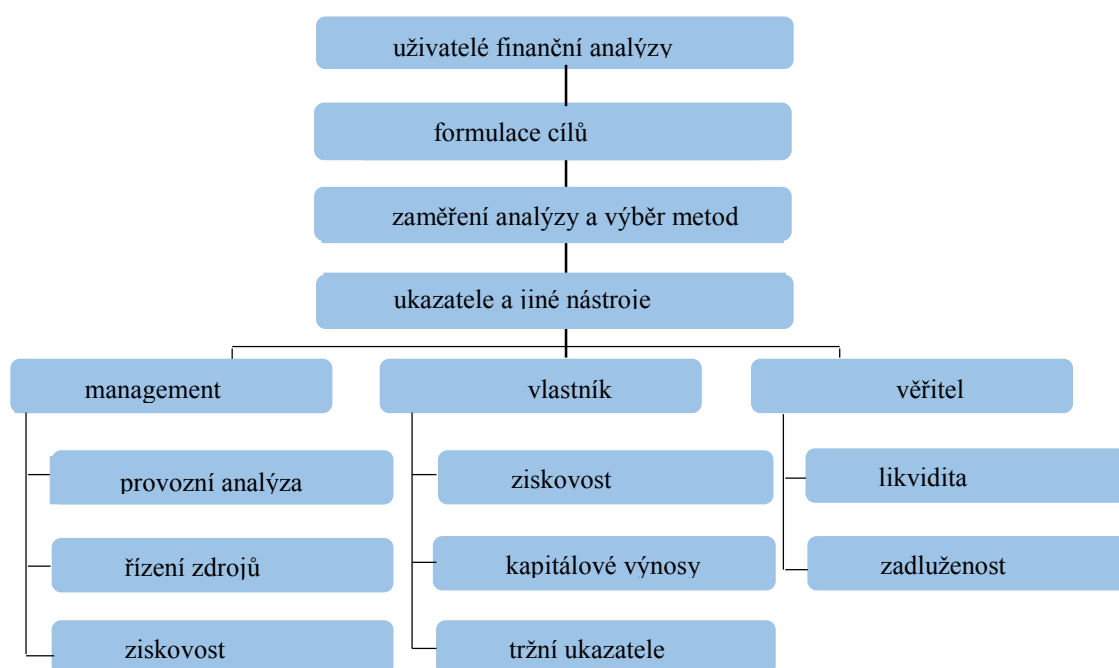 uživatelé finanční analýzy
formulace cílů
zaměření analýzy a výběr metod
ukazatele a jiné nástroje
management
vlastník
věřitel
provozní analýza
ziskovost
likvidita
řízení zdrojů
kapitálové výnosy
zadluženost
ziskovost
tržní ukazatele